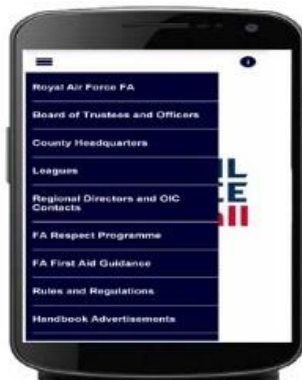 Royal Air Force FA
Board of Trustees and Officers
County Headquarters
Leagues
Regional Directors and OIC
Contacts
FA Respect Programme
FA First Aid Guidance
Rules and Regulations
Handbook Advertisements